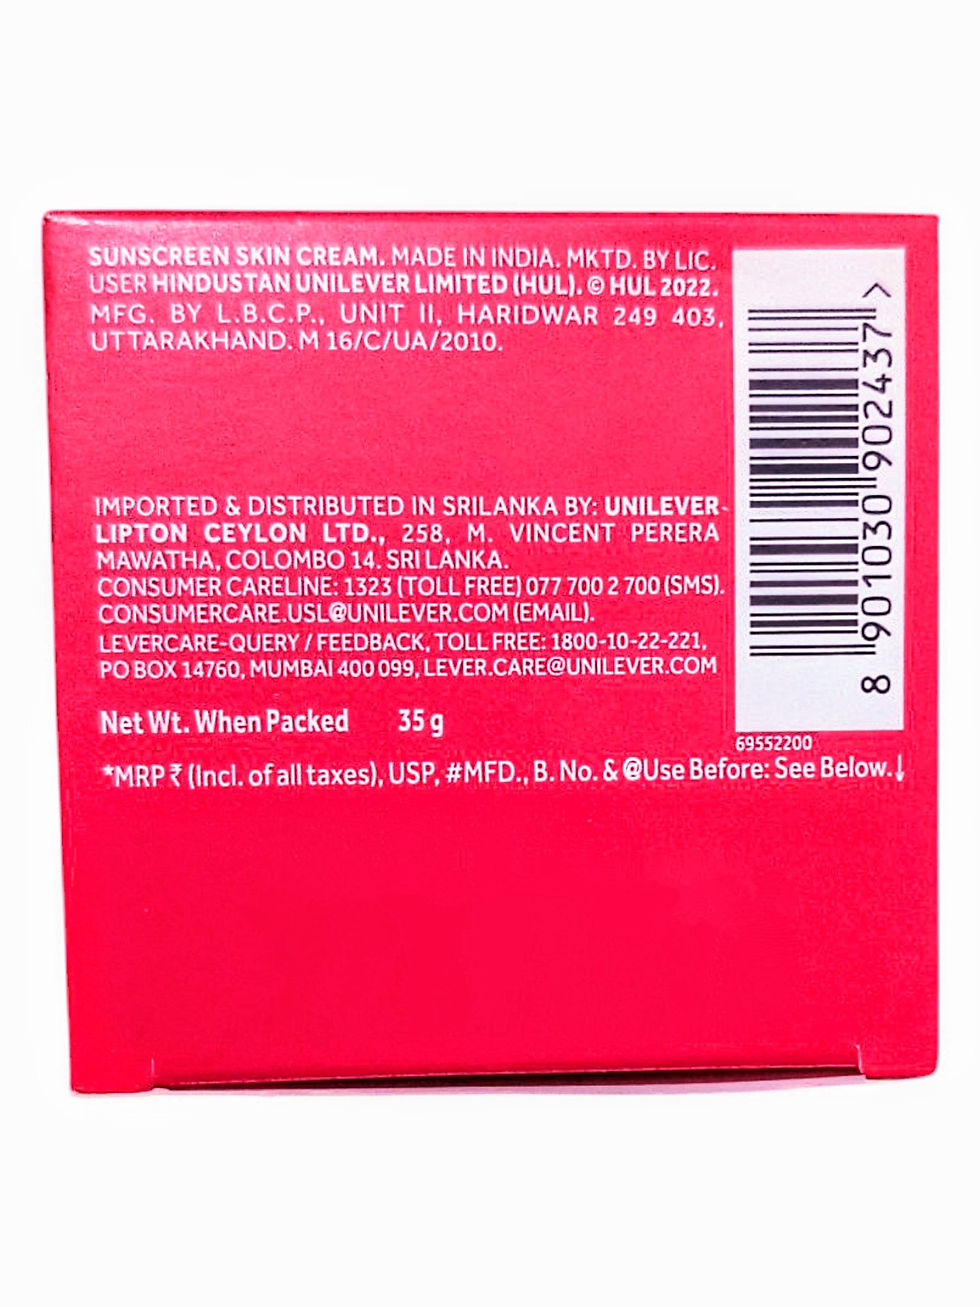 SUNSCREEN SKIN CREAM. MADE IN INDIA. MKTD. BY LIC.
USER HINDUSTAN UNILEVER LIMITED (HUL). © HUL 2022.
MFG. BY L.B.C.P., UNIT II, HARIDWAR 249 403,
UTTARAKHAND. M 16/C/UA/2010.
IMPORTED & DISTRIBUTED IN SRILANKA BY: UNILEVER
LIPTON CEYLON LTD., 258, M. VINCENT PERERA
MAWATHA, COLOMBO 14. SRI LANKA.
CONSUMER CARELINE: 1323 (TOLL FREE) 077 700 2 700 (SMS).
CONSUMERCARE.USL@UNILEVER.COM (EMAIL).
LEVERCARE-QUERY / FEEDBACK, TOLL FREE: 1800-10-22-221,
PO BOX 14760, MUMBAI 400 099, LEVER.CARE@UNILEVER.COM
Net Wt. When Packed 35 g
*MRP ₹ (Incl. of all taxes), USP, #MFD., B. No. & @Use Before: See Below.↓
8 901030 902437 >
69552200